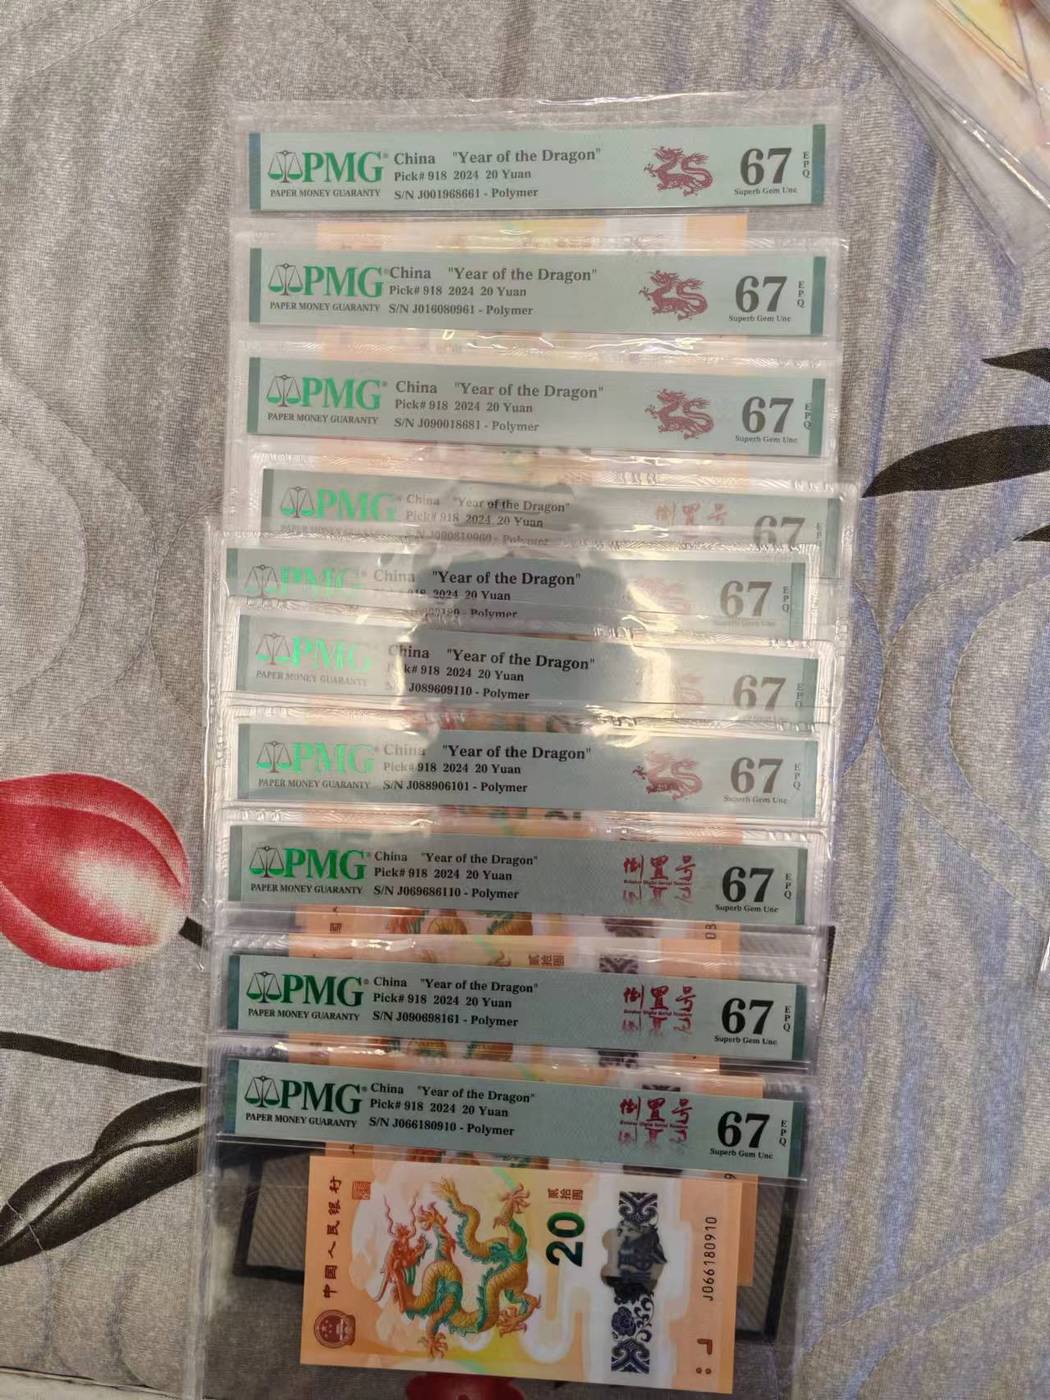 PMG
PAPER MONEY GUARANTY
China "Year of the Dragon"
Pick# 918 2024 20 Yuan
S/N J001968661 - Polymer
67
EPQ
Superb Gem Unc
PMG
PAPER MONEY GUARANTY
China "Year of the Dragon"
Pick# 918 2024 20 Yuan
S/N J016080961 - Polymer
67
EPQ
Superb Gem Unc
PMG
PAPER MONEY GUARANTY
China "Year of the Dragon"
Pick# 918 2024 20 Yuan
S/N J090018681 - Polymer
67
EPQ
Superb Gem Unc
PMG
China "Year of the Dragon"
Pick# 918 2024 20 Yuan
倒置号
67
PMG
China "Year of the Dragon"
918 2024 20 Yuan
- Polymer
67
EPQ
PMG
PAPER MONEY GUARANTY
China "Year of the Dragon"
918 2024 20 Yuan
J089609110 - Polymer
67
EPQ
PMG
PAPER MONEY GUARANTY
China "Year of the Dragon"
Pick# 918 2024 20 Yuan
S/N J088906101 - Polymer
67
EPQ
Superb Gem Unc
PMG
PAPER MONEY GUARANTY
China "Year of the Dragon"
Pick# 918 2024 20 Yuan
S/N J069686110 - Polymer
倒置号
67
EPQ
Superb Gem Unc
贰拾圆
PMG
PAPER MONEY GUARANTY
China "Year of the Dragon"
Pick# 918 2024 20 Yuan
S/N J090698161 - Polymer
倒置号
67
EPQ
Superb Gem Unc
PMG
PAPER MONEY GUARANTY
China "Year of the Dragon"
Pick# 918 2024 20 Yuan
S/N J066180910 - Polymer
倒置号
67
EPQ
Superb Gem Unc
中国人民银行
贰拾圆
20
J066180910